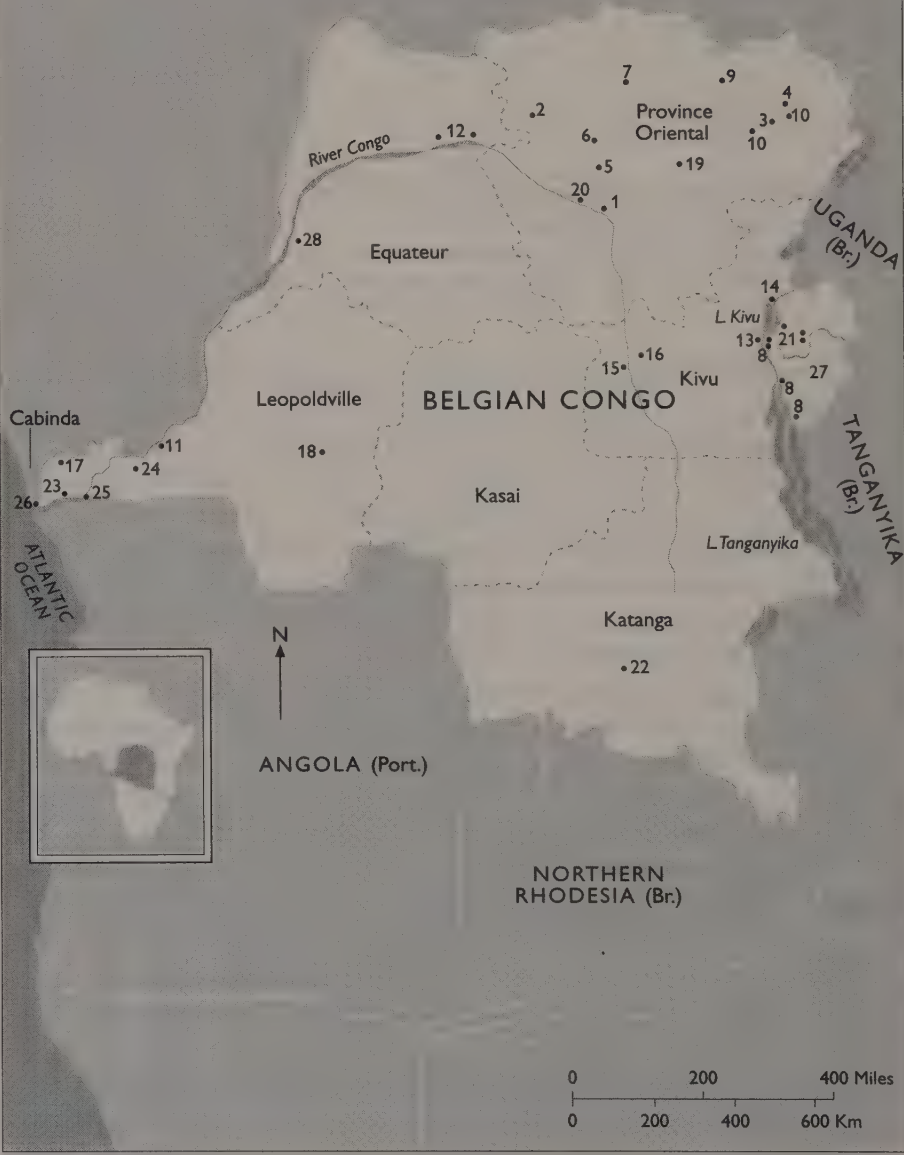 7
9
4
2
Province
Oriental
3
10
10
12
6
River Congo
5
19
20
1
UGANDA
(Br.)
28
Equateur
14
L. Kivu
13
21
8
16
15
Kivu
27
8
Leopoldville
BELGIAN CONGO
8
Cabinda
TANGANYIKA
(Br.)
11
17
24
18
23
25
26
Kasai
L. Tanganyika
ATLANTIC
OCEAN
N
Katanga
22
ANGOLA (Port.)
NORTHERN
RHODESIA (Br.)
0 200 400 Miles
0 200 400 600 Km